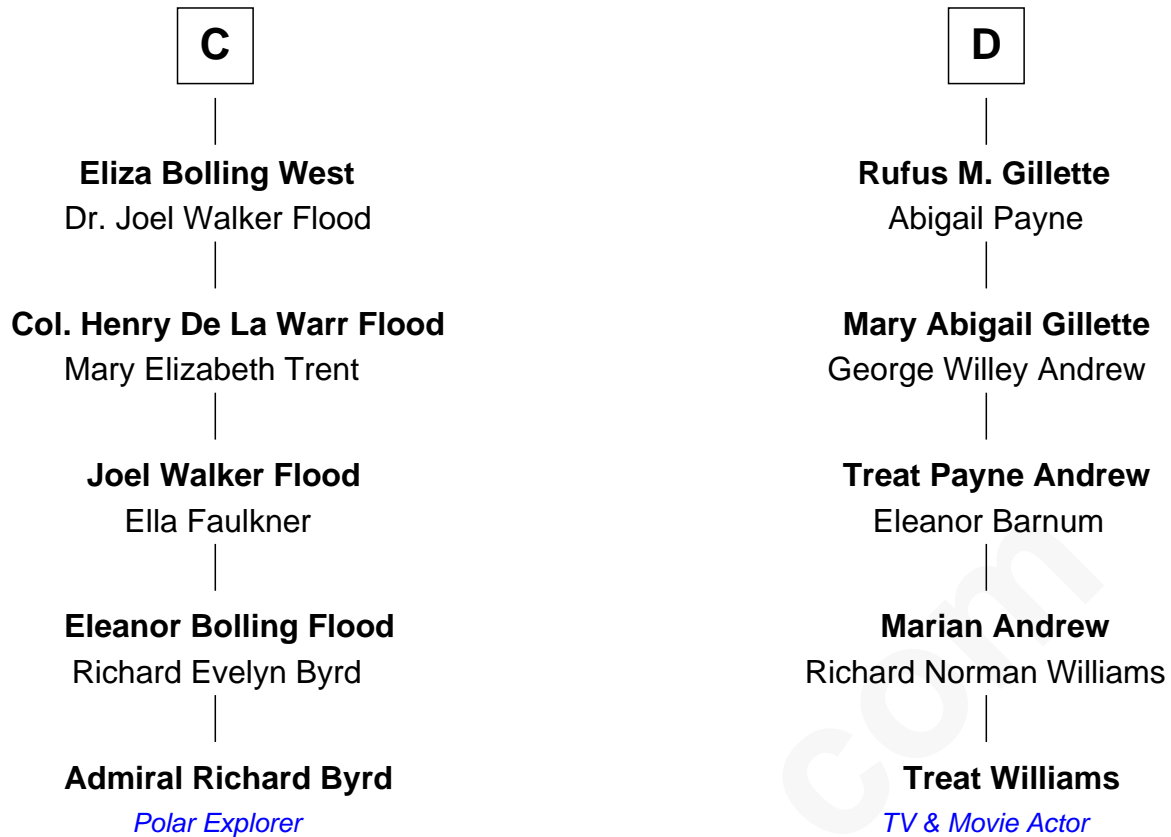 C
Eliza Bolling West
Dr. Joel Walker Flood
Col. Henry De La Warr Flood
Mary Elizabeth Trent
Joel Walker Flood
Ella Faulkner
Eleanor Bolling Flood
Richard Evelyn Byrd
Admiral Richard Byrd
Polar Explorer
D
Rufus M. Gillette
Abigail Payne
Mary Abigail Gillette
George Willey Andrew
Treat Payne Andrew
Eleanor Barnum
Marian Andrew
Richard Norman Williams
Treat Williams
TV & Movie Actor
com